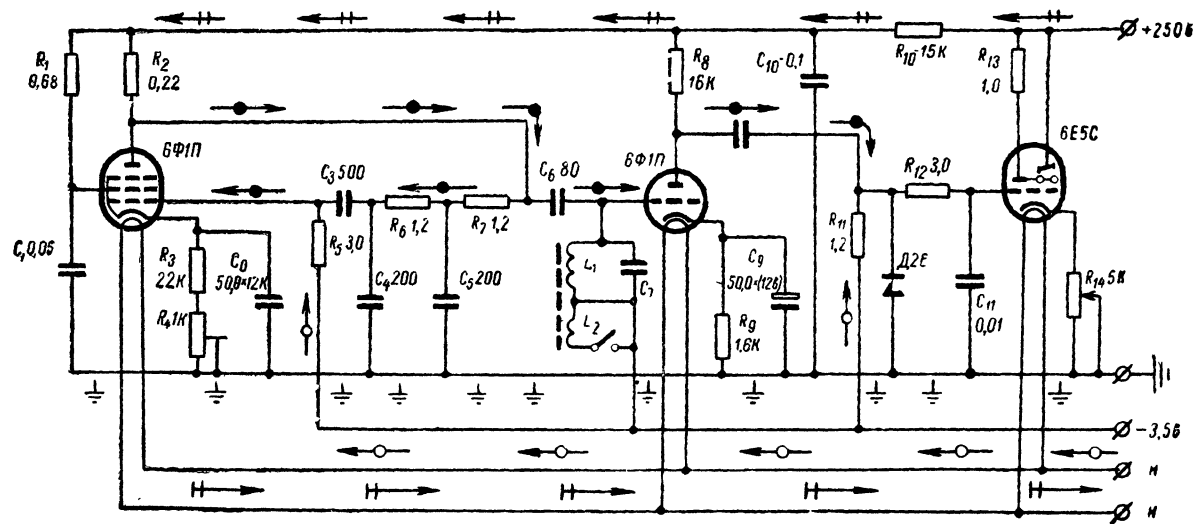 R₁
0,68
R₂
0,22
R₈
16К
C₁₀-0,1
R₁₀-15К
R₁₃
1,0
+250в
6Ф1П
6Ф1П
6Е5С
C₃ 500
C₆ 80
R₆ 1,2
R₇ 1,2
R₁₂ 3,0
C₁ 0,05
R₃
22К
C₀
R₄ 1К
R₅ 3,0
C₄ 200
C₅ 200
L₁
L₂
C₇
C₉
50,0×(12в)
R₉
1,6К
R₁₁
1,2
Д2Е
C₁₁
0,01
R₁₄ 5К
-3,5в
н
н